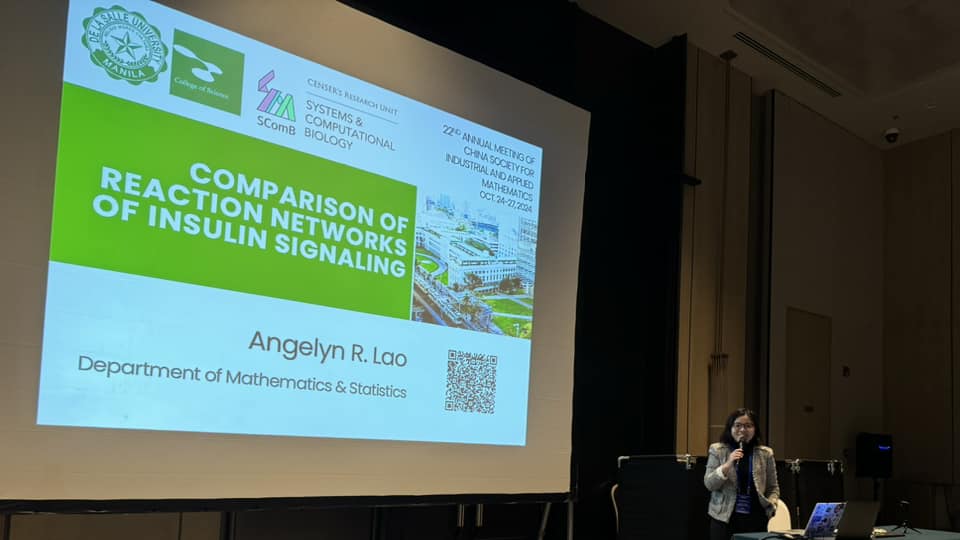 DE LA SALLE UNIVERSITY
MANILA
College of Science
SComB
CENSER'S RESEARCH UNIT
SYSTEMS &
COMPUTATIONAL
BIOLOGY
22ND ANNUAL MEETING OF
CHINA SOCIETY FOR
INDUSTRIAL AND APPLIED
MATHEMATICS
OCT. 24-27, 2024
COMPARISON OF
REACTION NETWORKS
OF INSULIN SIGNALING
Angelyn R. Lao
Department of Mathematics & Statistics